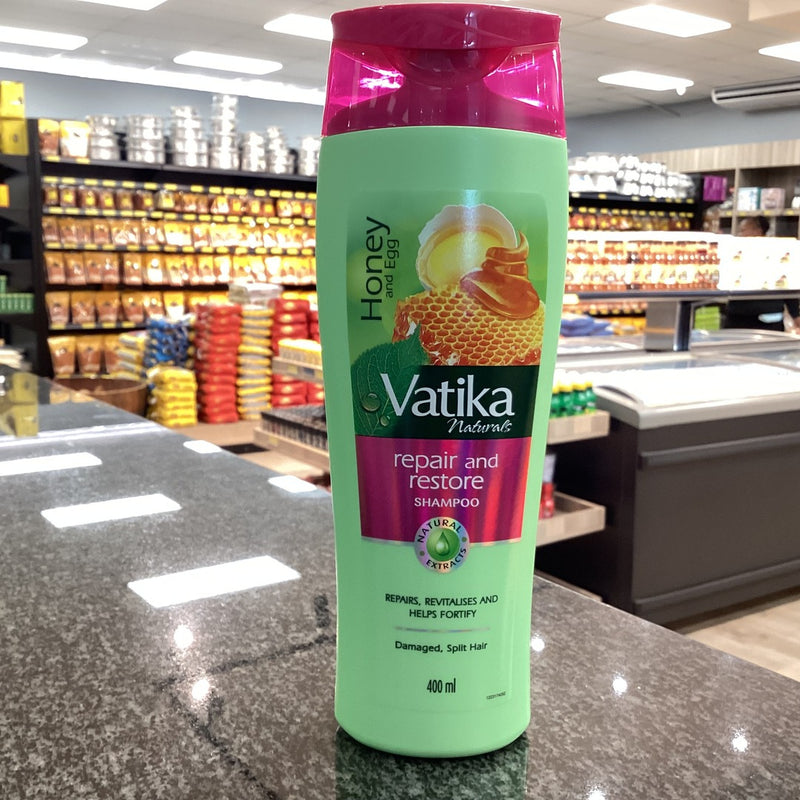 Honey
and Egg
Vatika
Naturals
repair and
restore
SHAMPOO
NATURAL
EXTRACTS
REPAIRS, REVITALISES AND
HELPS FORTIFY
Damaged, Split Hair
400 ml